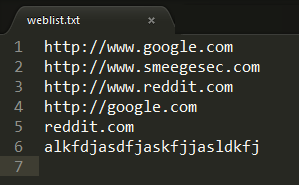 weblist.txt ×
1 http://www.google.com
2 http://www.smeegesec.com
3 http://www.reddit.com
4 http://google.com
5 reddit.com
6 alkfdjasdfjaskfjjasldkfj
7